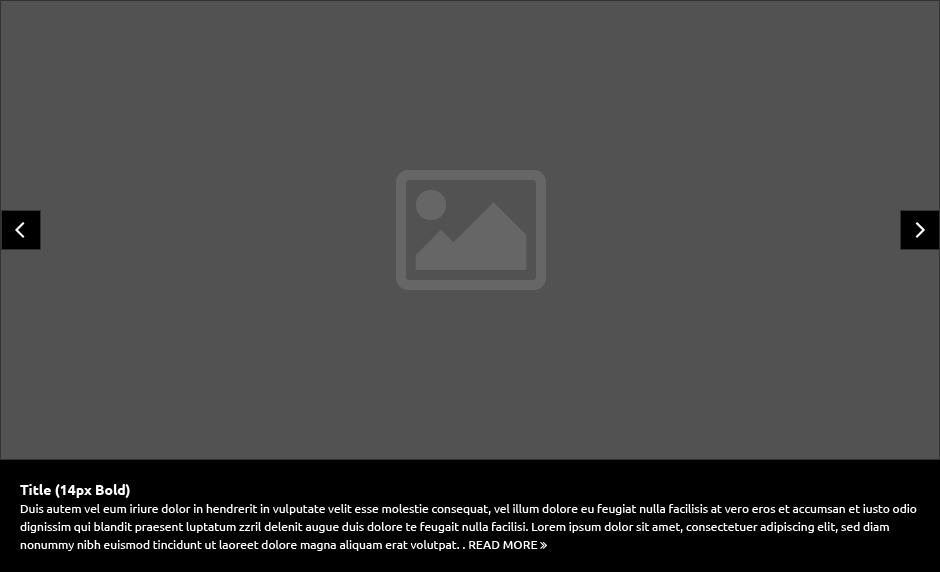 Title (14px Bold)
Duis autem vel eum iriure dolor in hendrerit in vulputate velit esse molestie consequat, vel illum dolore eu feugiat nulla facilisis at vero eros et accumsan et iusto odio
dignissim qui blandit praesent luptatum zzril delenit augue duis dolore te feugait nulla facilisi. Lorem ipsum dolor sit amet, consectetuer adipiscing elit, sed diam
nonummy nibh euismod tincidunt ut laoreet dolore magna aliquam erat volutpat. . READ MORE »